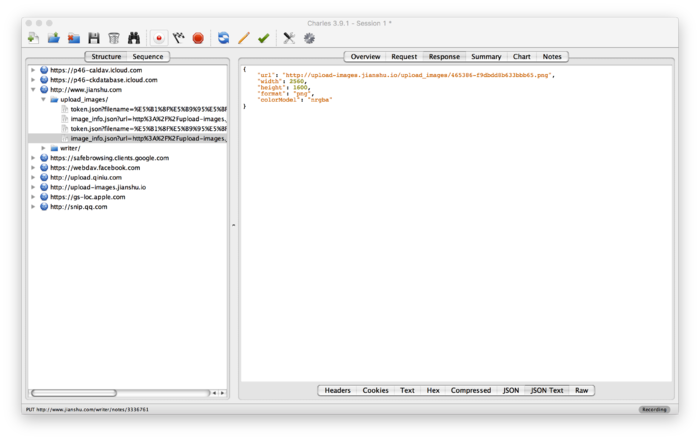 Charles 3.9.1 - Session 1 *
Structure Sequence
Overview Request Response Summary Chart Notes
https://p46-caldav.icloud.com
https://p46-ckdatabase.icloud.com
http://www.jianshu.com
upload_images/
token.json?filename=%E5%B1%8F%E5%B9%95%E5%8F
image_info.json?url=http%3A%2F%2Fupload-images.
token.json?filename=%E5%B1%8F%E5%B9%95%E5%8F
image_info.json?url=http%3A%2F%2Fupload-images.
writer/
https://safebrowsing.clients.google.com
https://webdav.facebook.com
http://upload.qiniu.com
http://upload-images.jianshu.io
https://gs-loc.apple.com
http://snip.qq.com
{
"url": "http://upload-images.jianshu.io/upload_images/465386-f9dbdd8b633bbb65.png",
"width": 2560,
"height": 1600,
"format": "png",
"colorModel": "nrgba"
}
Headers Cookies Text Hex Compressed JSON JSON Text Raw
PUT http://www.jianshu.com/writer/notes/3336761
Recording